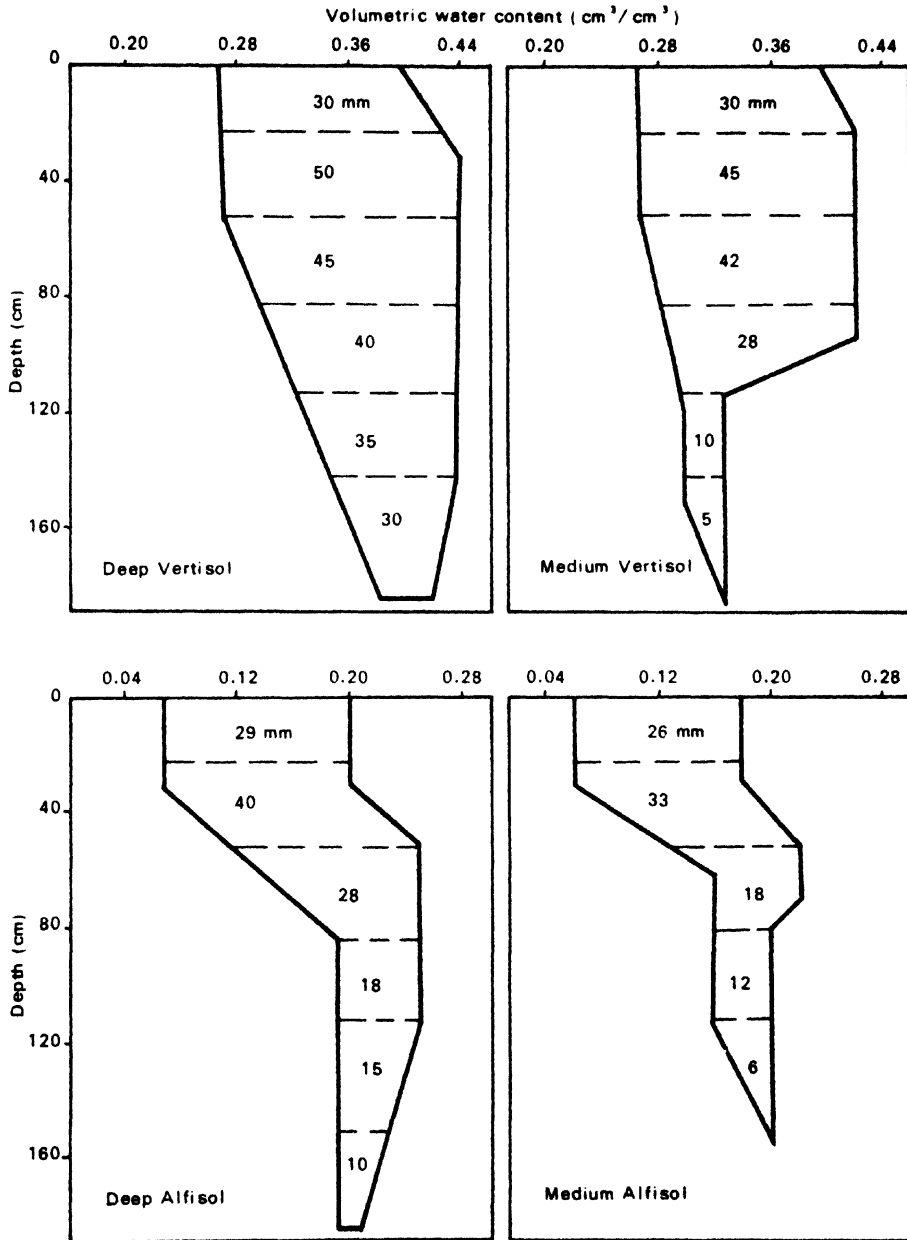 Volumetric water content (cm³/cm³)
0.20 0.28 0.36 0.44 0.20 0.28 0.36 0.44
0
40
80
120
160
Depth (cm)
30 mm
50
45
40
35
30
Deep Vertisol
30 mm
45
42
28
10
5
Medium Vertisol
0.04 0.12 0.20 0.28 0.04 0.12 0.20 0.28
0
40
80
120
160
Depth (cm)
29 mm
40
28
18
15
10
Deep Alfisol
26 mm
33
18
12
6
Medium Alfisol